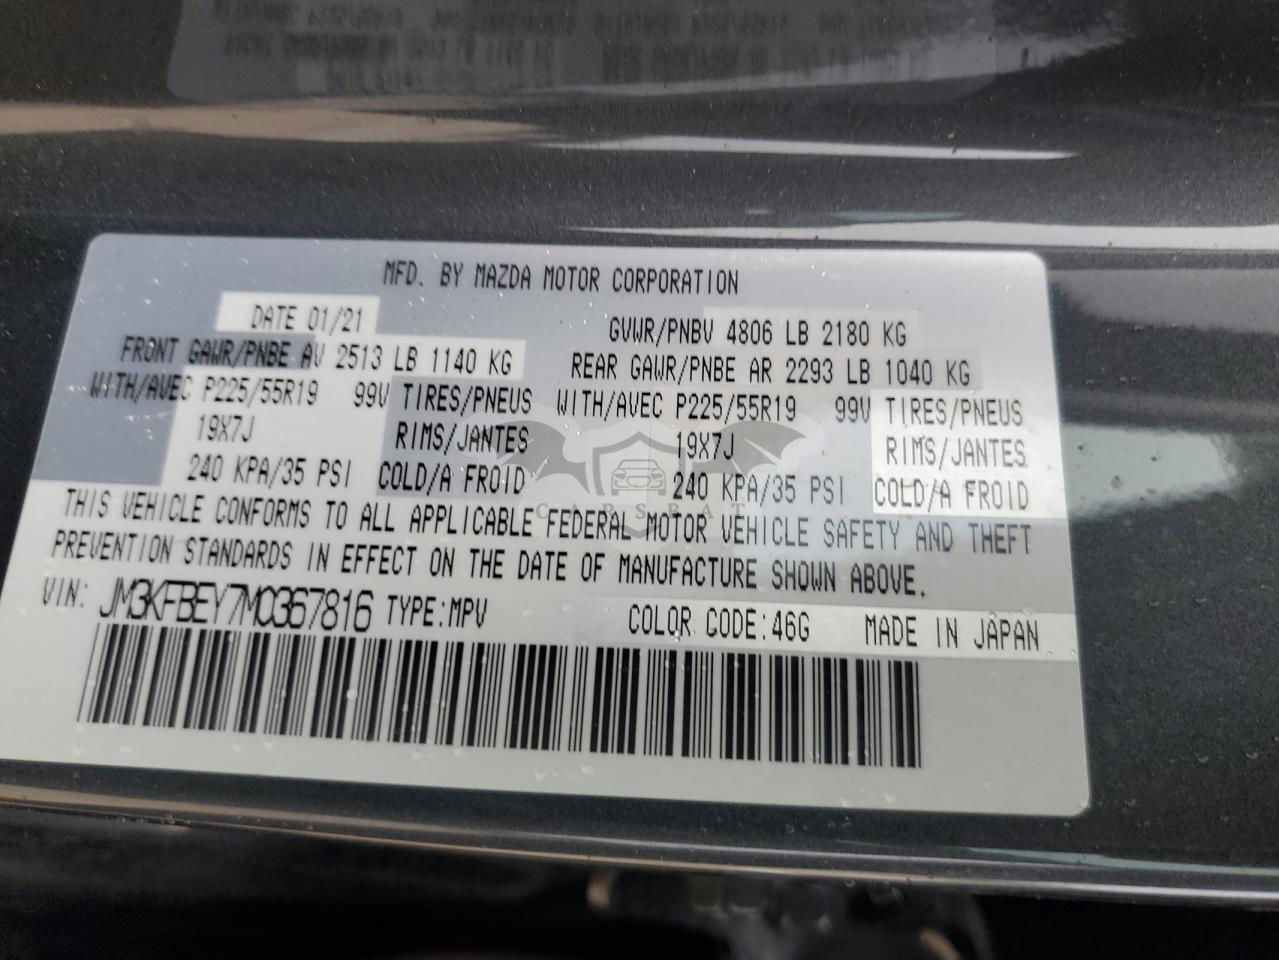 MFD. BY MAZDA MOTOR CORPORATION
DATE 01/21 GVWR/PNBV 4806 LB 2180 KG
FRONT GAWR/PNBE AV 2513 LB 1140 KG REAR GAWR/PNBE AR 2293 LB 1040 KG
WITH/AVEC P225/55R19 99V TIRES/PNEUS WITH/AVEC P225/55R19 99V TIRES/PNEUS
19X7J RIMS/JANTES 19X7J RIMS/JANTES
240 KPA/35 PSI COLD/A FROID 240 KPA/35 PSI COLD/A FROID
CARSBAT
THIS VEHICLE CONFORMS TO ALL APPLICABLE FEDERAL MOTOR VEHICLE SAFETY AND THEFT
PREVENTION STANDARDS IN EFFECT ON THE DATE OF MANUFACTURE SHOWN ABOVE.
VIN: JM3KFBEY7M0367816 TYPE:MPV COLOR CODE:46G MADE IN JAPAN